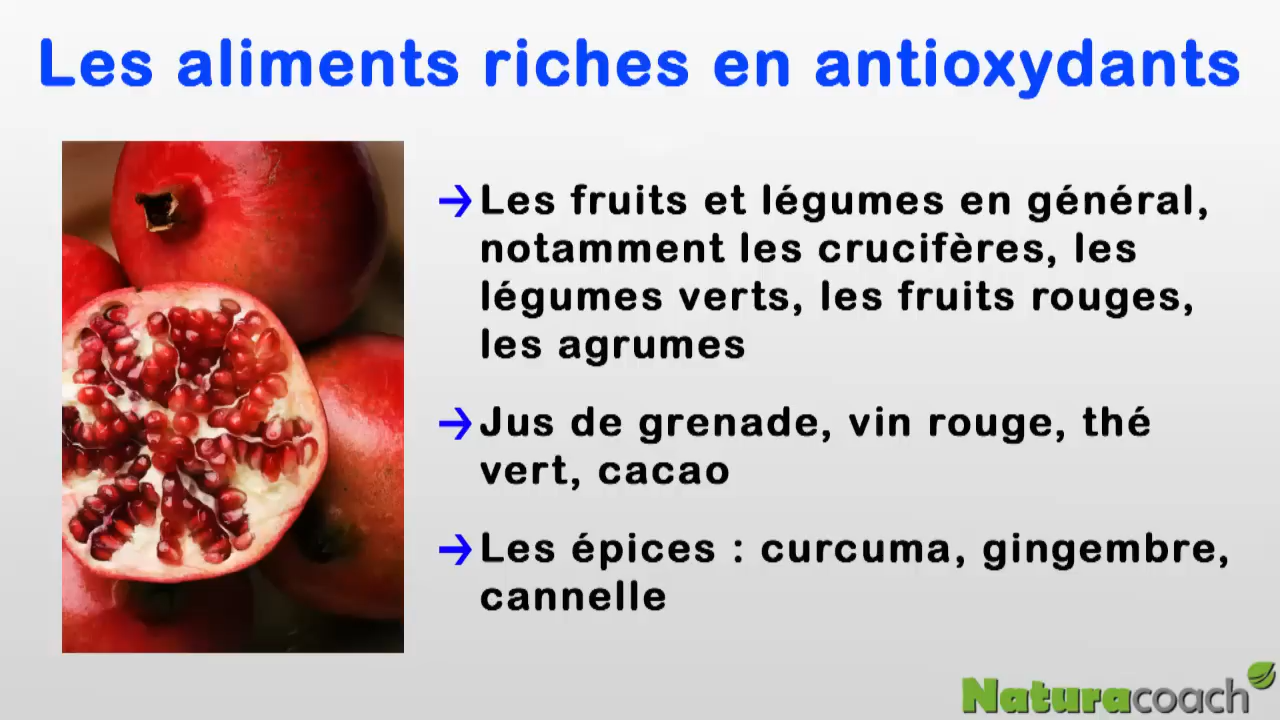 Les aliments riches en antioxydants
→Les fruits et légumes en général,
notamment les crucifères, les
légumes verts, les fruits rouges,
les agrumes
→Jus de grenade, vin rouge, thé
vert, cacao
→Les épices : curcuma, gingembre,
cannelle
Naturacoach